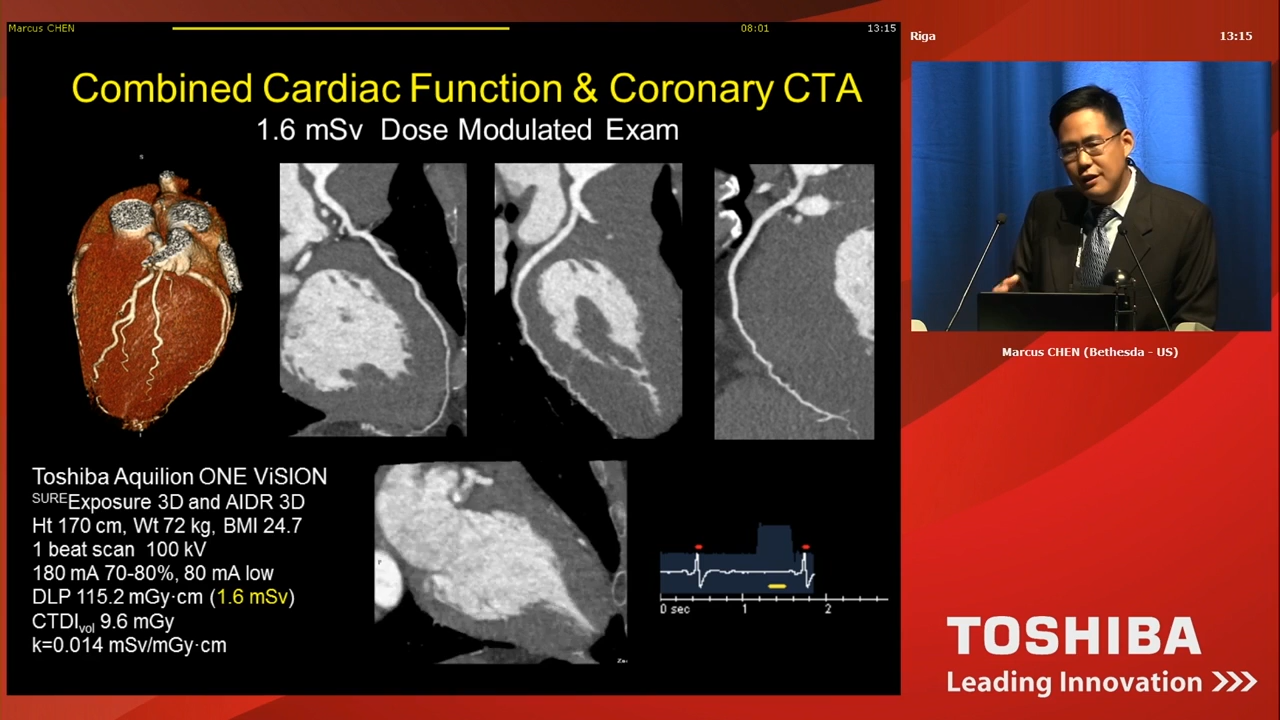 Marcus CHEN 08:01 13:15
Combined Cardiac Function & Coronary CTA
1.6 mSv Dose Modulated Exam
S
Toshiba Aquilion ONE ViSION
SUREExposure 3D and AIDR 3D
Ht 170 cm, Wt 72 kg, BMI 24.7
1 beat scan 100 kV
180 mA 70-80%, 80 mA low
DLP 115.2 mGy·cm (1.6 mSv)
CTDIvol 9.6 mGy
k=0.014 mSv/mGy·cm
P
0 sec 1 2
Riga 13:15
Marcus CHEN (Bethesda - US)
TOSHIBA
Leading Innovation >>>